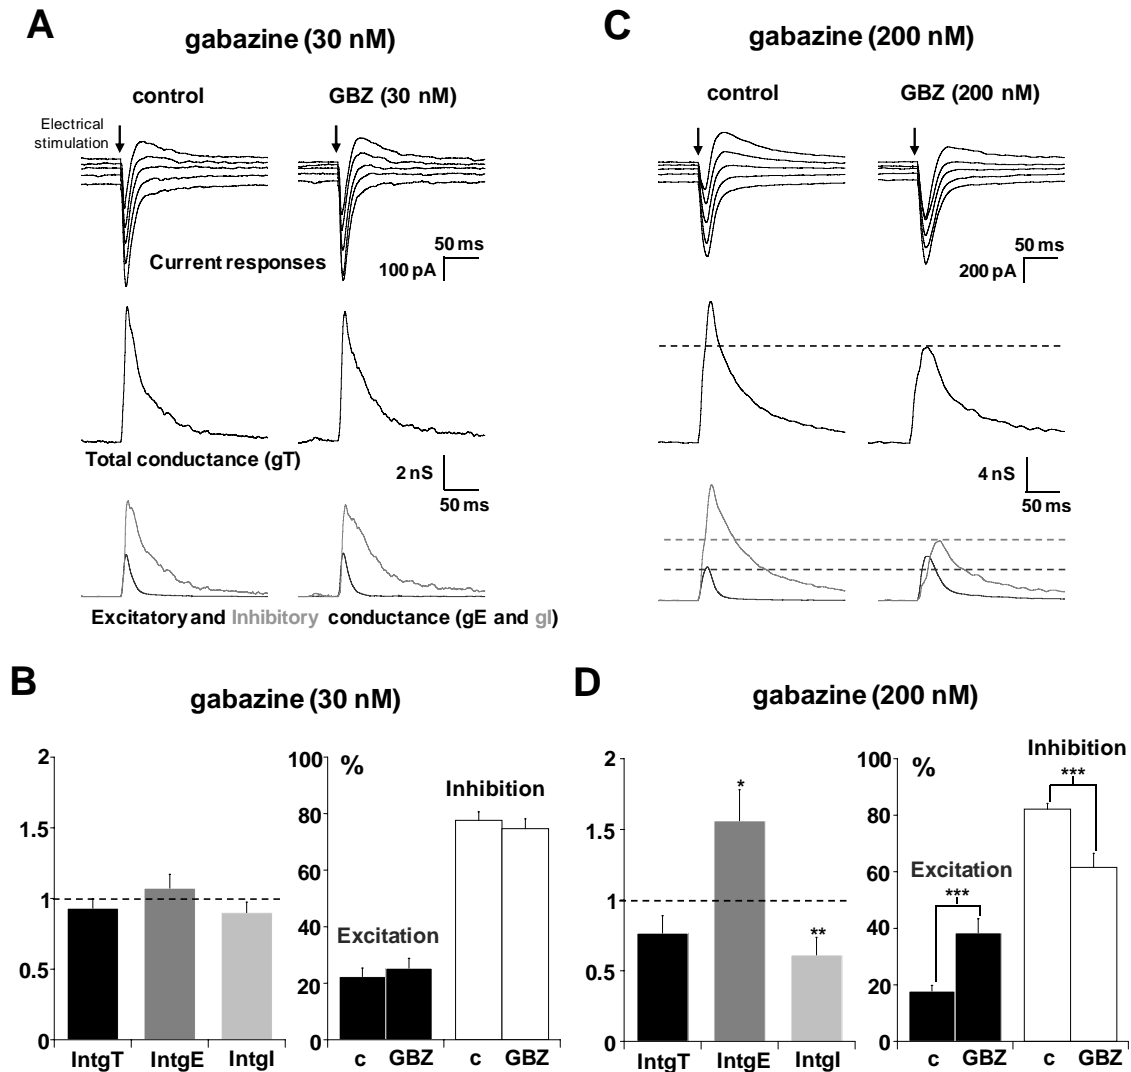 A
gabazine (30 nM)
control
GBZ (30 nM)
Electrical
stimulation
Current responses
50 ms
100 pA
Total conductance (gT)
2 nS
50 ms
Excitatory and Inhibitory conductance (gE and gI)
C
gabazine (200 nM)
control
GBZ (200 nM)
50 ms
200 pA
4 nS
50 ms
B
gabazine (30 nM)
2
1.5
1
0.5
0
IntgT IntgE IntgI
100
80
60
40
20
0
%
Inhibition
Excitation
c GBZ c GBZ
D
gabazine (200 nM)
2
1.5
1
0.5
0
*
**
IntgT IntgE IntgI
100
80
60
40
20
0
%
Inhibition
***
Excitation
***
c GBZ c GBZ